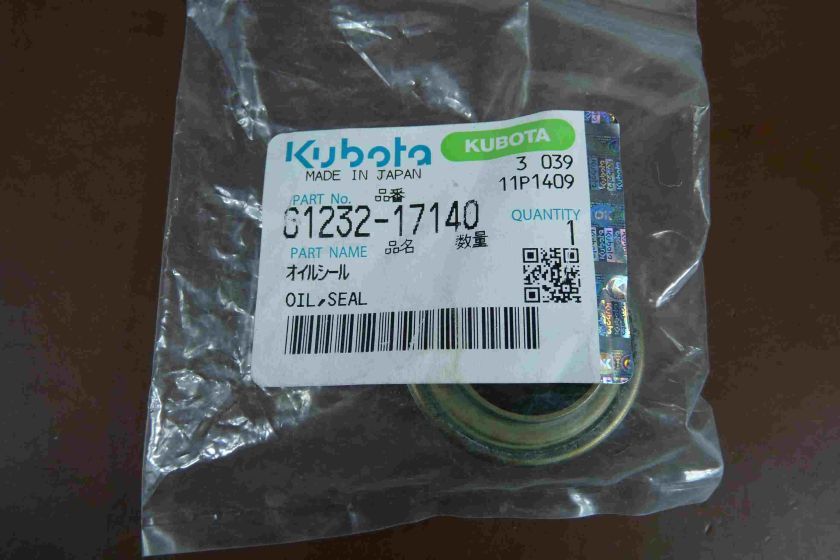 Kubota KUBOTA
MADE IN JAPAN 3 039
11P1409
PART No. 品番
61232-17140
QUANTITY
1
PART NAME 品名 数量
オイルシール
OIL,SEAL